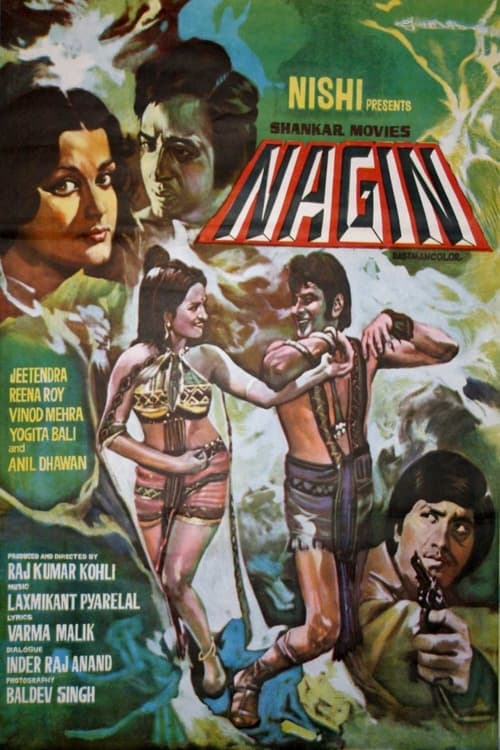 NISHI PRESENTS
SHANKAR MOVIES
NAGIN
EASTMANCOLOR
JEETENDRA
REENA ROY
VINOD MEHRA
YOGITA BALI
and
ANIL DHAWAN
PRODUCED AND DIRECTED BY
RAJ KUMAR KOHLI
MUSIC
LAXMIKANT PYARELAL
LYRICS
VARMA MALIK
DIALOGUE
INDER RAJ ANAND
PHOTOGRAPHY
BALDEV SINGH